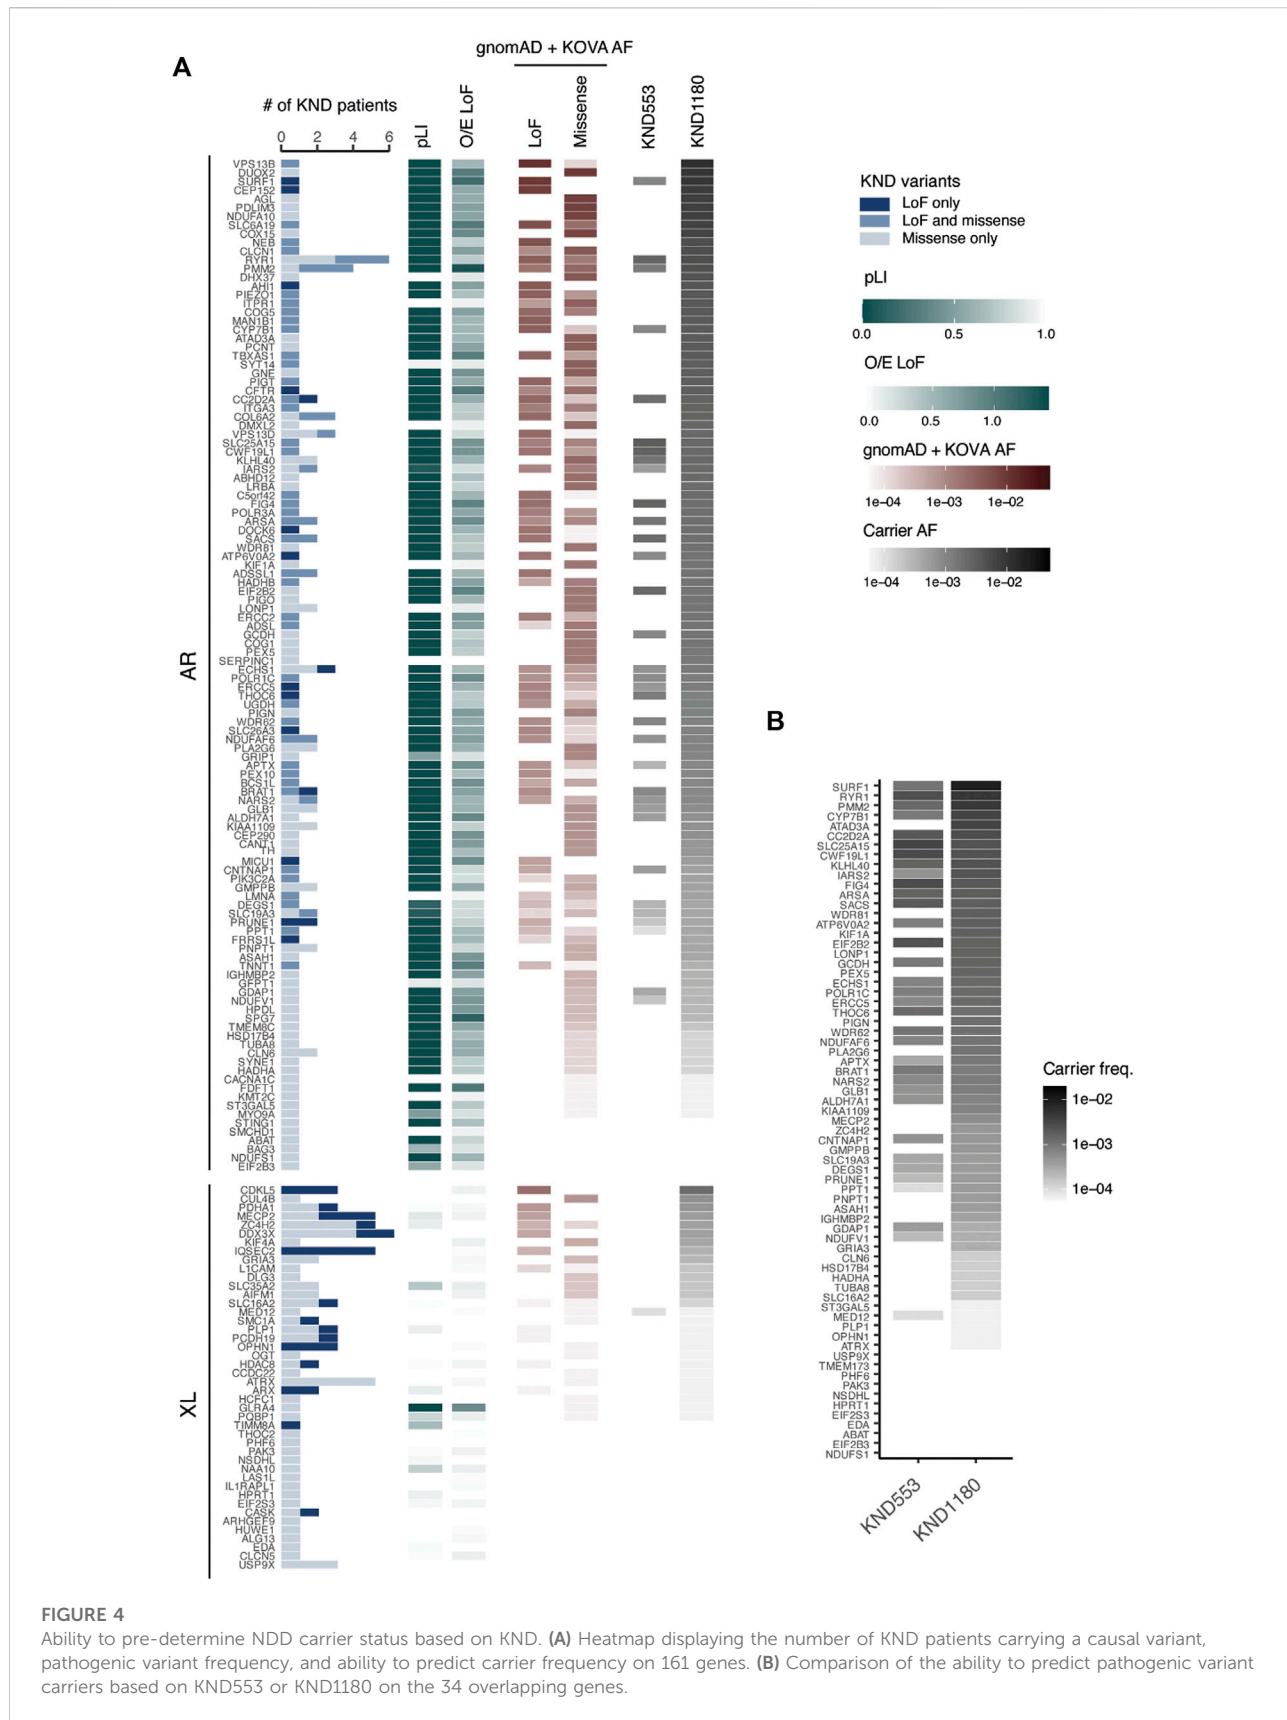 A
gnomAD + KOVA AF
# of KND patients
0 2 4 6
pLI
O/E LoF
LoF
Missense
KND553
KND1180
AR
VPS13B
DUOX2
SURF1
CEP152
AGL
PDLIM3
NDUFA10
SLC6A19
COX15
NEB
CLCN1
RYR1
PMM2
DHX37
AHI1
PIEZO1
ITPR1
COG5
MAN1B1
CYP7B1
ATAD3A
PCNT
TBXAS1
SYT14
GNE
PIGT
CFTR
CC2D2A
ITGA3
COL6A2
DMXL2
VPS13D
SLC25A15
CWF19L1
KLHL40
IARS2
ABHD12
LRBA
C5orf42
FIG4
POLR3A
ARSA
DOCK6
SACS
WDR81
ATP6V0A2
KIF1A
ADSSL1
HADHB
EIF2B2
PIGO
LONP1
ERCC2
ADSL
GCDH
COG1
PEX5
SERPINC1
ECHS1
POLR1C
ERCC5
THOC6
UGDH
PIGN
WDR62
SLC26A3
NDUFAF6
PLA2G6
GRIP1
APTX
PEX10
BCS1L
BRAT1
NARS2
GLB1
ALDH7A1
KIAA1109
CEP290
CANT1
TH
MICU1
CNTNAP1
PIK3C2A
GMPPB
LMNA
DEGS1
SLC19A3
PRUNE1
PPT1
FRRS1L
PNPT1
ASAH1
TNNT1
IGHMBP2
GFPT1
GDAP1
NDUFV1
HPDL
SPG7
TMEM8C
HSD17B4
TUBA8
CLN6
SYNE1
HADHA
CACNA1C
FDFT1
KMT2C
ST3GAL5
MYO9A
STING1
SMCHD1
ABAT
BAG3
NDUFS1
EIF2B3
XL
CDKL5
CUL4B
PDHA1
MECP2
ZC4H2
DDX3X
KIF4A
IQSEC2
GRIA3
L1CAM
DLG3
SLC35A2
AIFM1
SLC16A2
MED12
SMC1A
PLP1
PCDH19
OPHN1
OGT
HDAC8
CCDC22
ATRX
ARX
HCFC1
GLRA4
PQBP1
TIMM8A
THOC2
PHF6
PAK3
NSDHL
NAA10
LAS1L
IL1RAPL1
HPRT1
EIF2S3
CASK
ARHGEF9
HUWE1
ALG13
EDA
CLCN5
USP9X
KND variants
LoF only
LoF and missense
Missense only
pLI
0.0 0.5 1.0
O/E LoF
0.0 0.5 1.0
gnomAD + KOVA AF
1e−04 1e−03 1e−02
Carrier AF
1e−04 1e−03 1e−02
B
SURF1
RYR1
PMM2
CYP7B1
ATAD3A
CC2D2A
SLC25A15
CWF19L1
KLHL40
IARS2
FIG4
ARSA
SACS
WDR81
ATP6V0A2
KIF1A
EIF2B2
LONP1
GCDH
PEX5
ECHS1
POLR1C
ERCC5
THOC6
PIGN
WDR62
NDUFAF6
PLA2G6
APTX
BRAT1
NARS2
GLB1
ALDH7A1
KIAA1109
MECP2
ZC4H2
CNTNAP1
GMPPB
SLC19A3
DEGS1
PRUNE1
PPT1
PNPT1
ASAH1
IGHMBP2
GDAP1
NDUFV1
GRIA3
CLN6
HSD17B4
HADHA
TUBA8
SLC16A2
ST3GAL5
MED12
PLP1
OPHN1
ATRX
USP9X
TMEM173
PHF6
PAK3
NSDHL
HPRT1
EIF2S3
EDA
ABAT
EIF2B3
NDUFS1
KND553
KND1180
Carrier freq.
1e−02
1e−03
1e−04
FIGURE 4
Ability to pre-determine NDD carrier status based on KND. (A) Heatmap displaying the number of KND patients carrying a causal variant,
pathogenic variant frequency, and ability to predict carrier frequency on 161 genes. (B) Comparison of the ability to predict pathogenic variant
carriers based on KND553 or KND1180 on the 34 overlapping genes.